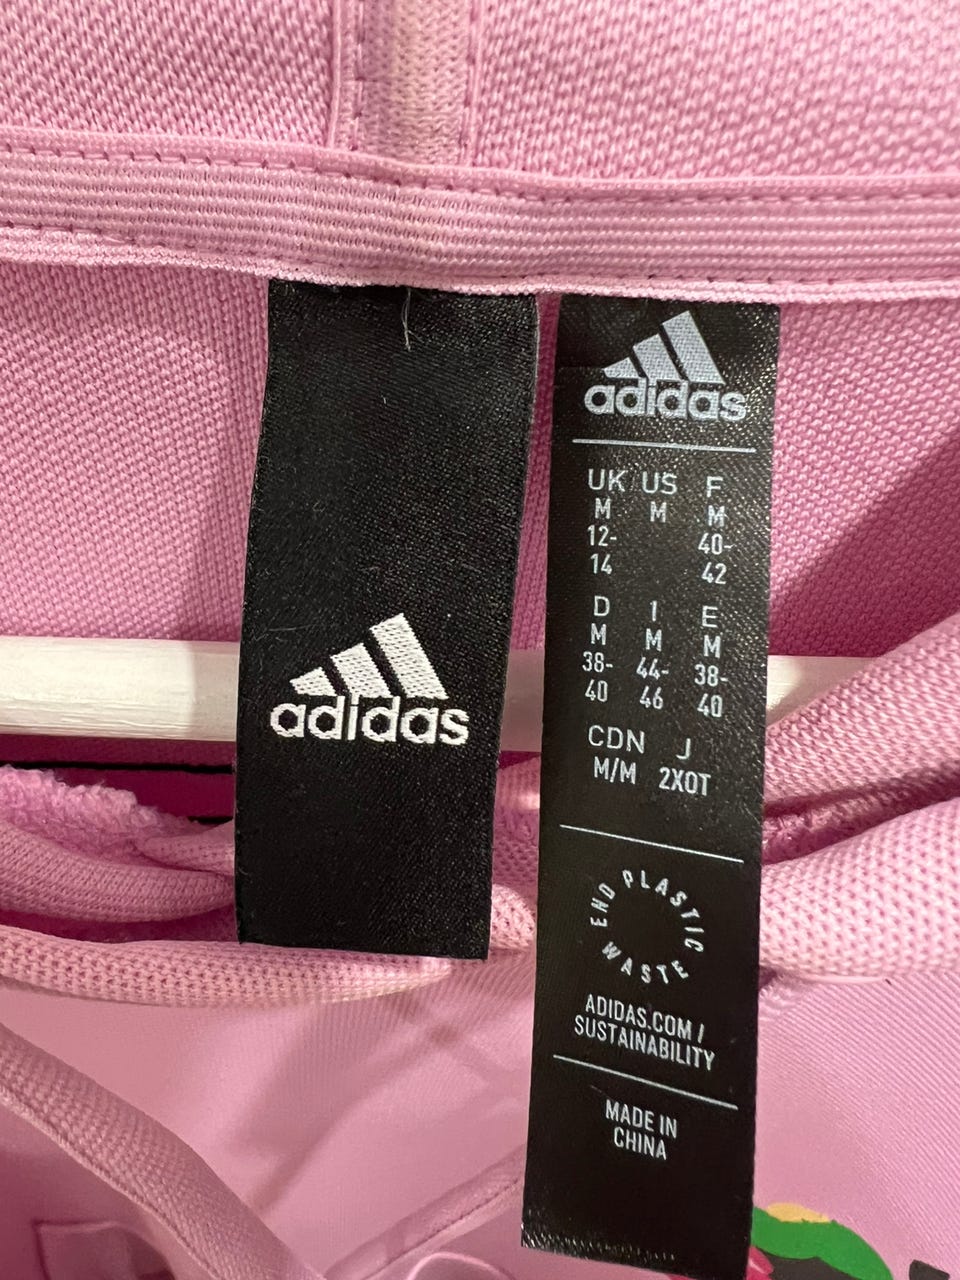 adidas
adidas
UK US F
M M M
12- 40-
14 42
D I E
M M M
38- 44- 38-
40 46 40
CDN J
M/M 2XOT
END PLASTIC WASTE
ADIDAS.COM /
SUSTAINABILITY
MADE IN
CHINA